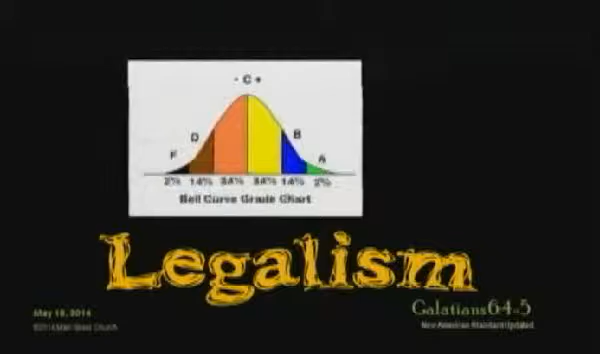 - C +
D
B
F
A
2% 14% 34% 34% 14% 2%
Bell Curve Grade Chart
Legalism
Galatians 6:4-5
New American Standard Updated
May 18, 2014